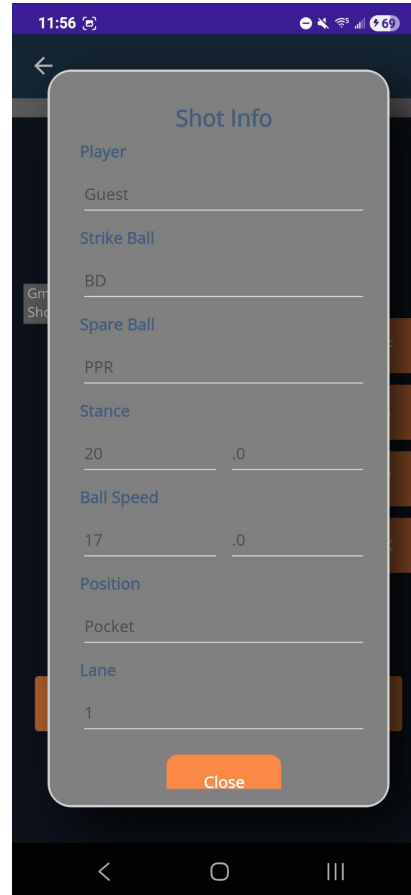 11:56
69
Shot Info
Player
Guest
Strike Ball
BD
Gm
Spare Ball
PPR
Stance
20 .0
Ball Speed
17 .0
Position
Pocket
Lane
1
Close